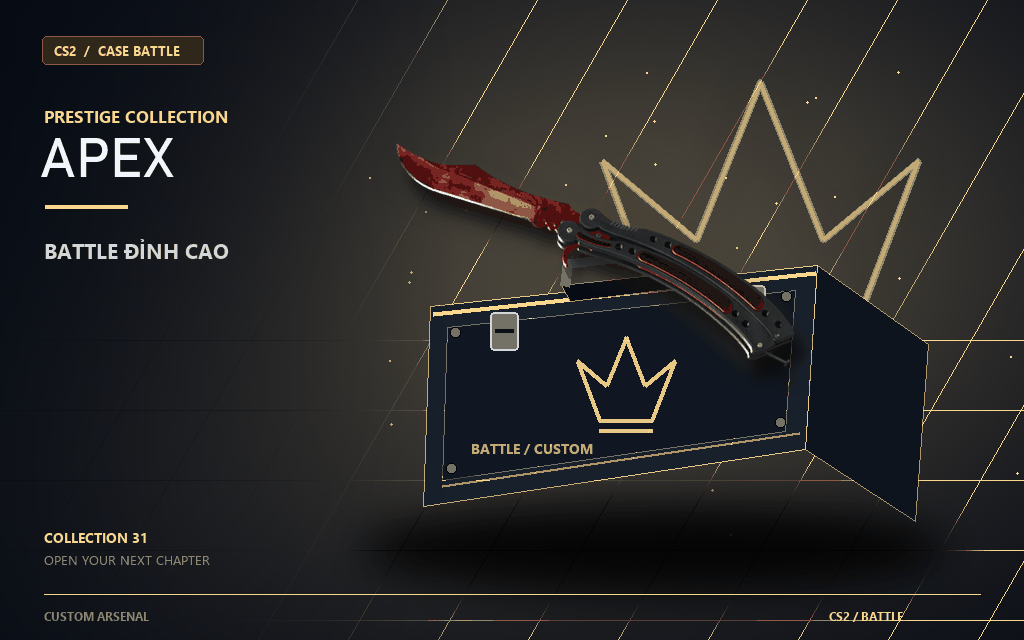 CS2 / CASE BATTLE
PRESTIGE COLLECTION
APEX
BATTLE ĐỈNH CAO
BATTLE / CUSTOM
COLLECTION 31
OPEN YOUR NEXT CHAPTER
CUSTOM ARSENAL
CS2 / BATTLE